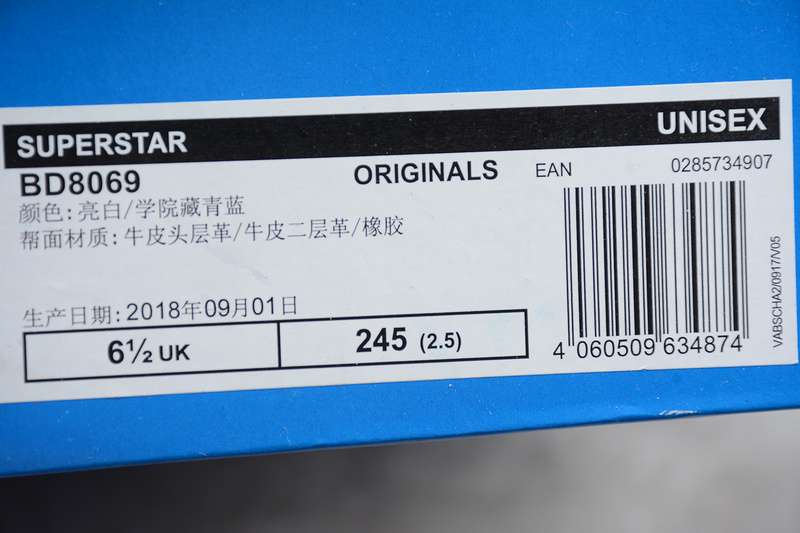 SUPERSTAR
UNISEX
BD8069
ORIGINALS
EAN
0285734907
颜色:亮白/学院藏青蓝
帮面材质:牛皮头层革/牛皮二层革/橡胶
生产日期:2018年09月01日
6½ UK
245 (2.5)
4 060509 634874
VABSCHA2/0917/V05